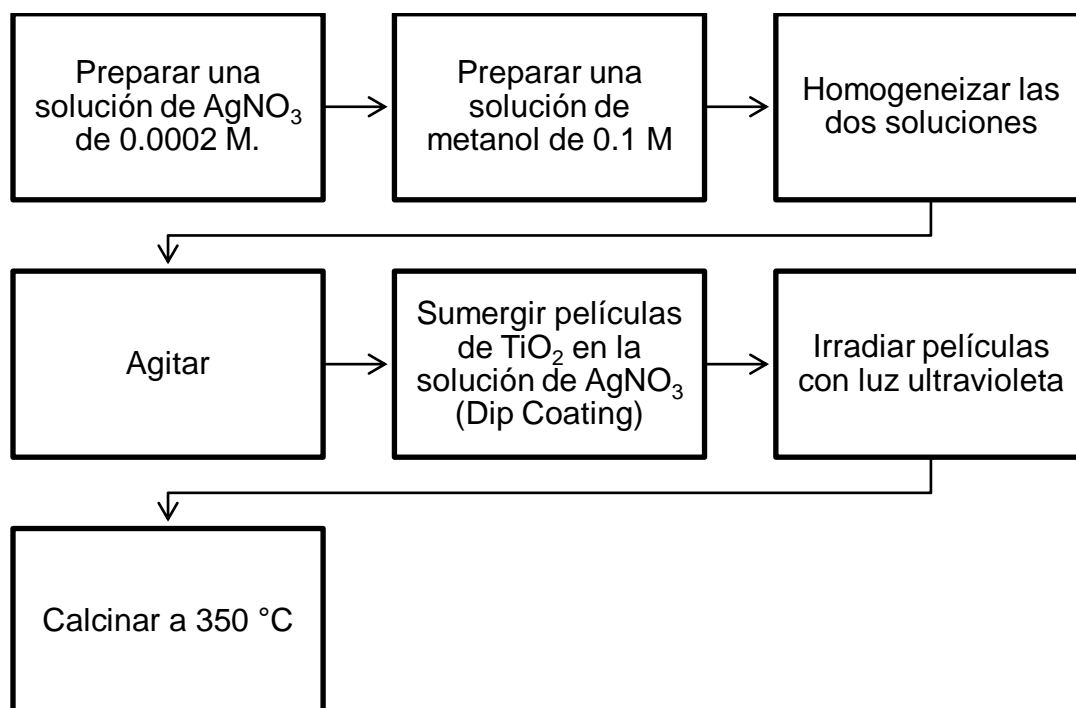 Preparar una
solución de AgNO₃
de 0.0002 M.
Preparar una
solución de
metanol de 0.1 M
Homogeneizar las
dos soluciones
Agitar
Sumergir películas
de TiO₂ en la
solución de AgNO₃
(Dip Coating)
Irradiar películas
con luz ultravioleta
Calcinar a 350 °C